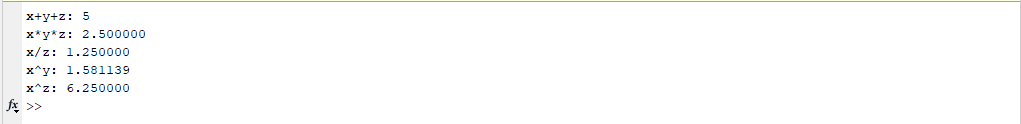 x+y+z: 5
x*y*z: 2.500000
x/z: 1.250000
x^y: 1.581139
x^z: 6.250000
fx >>